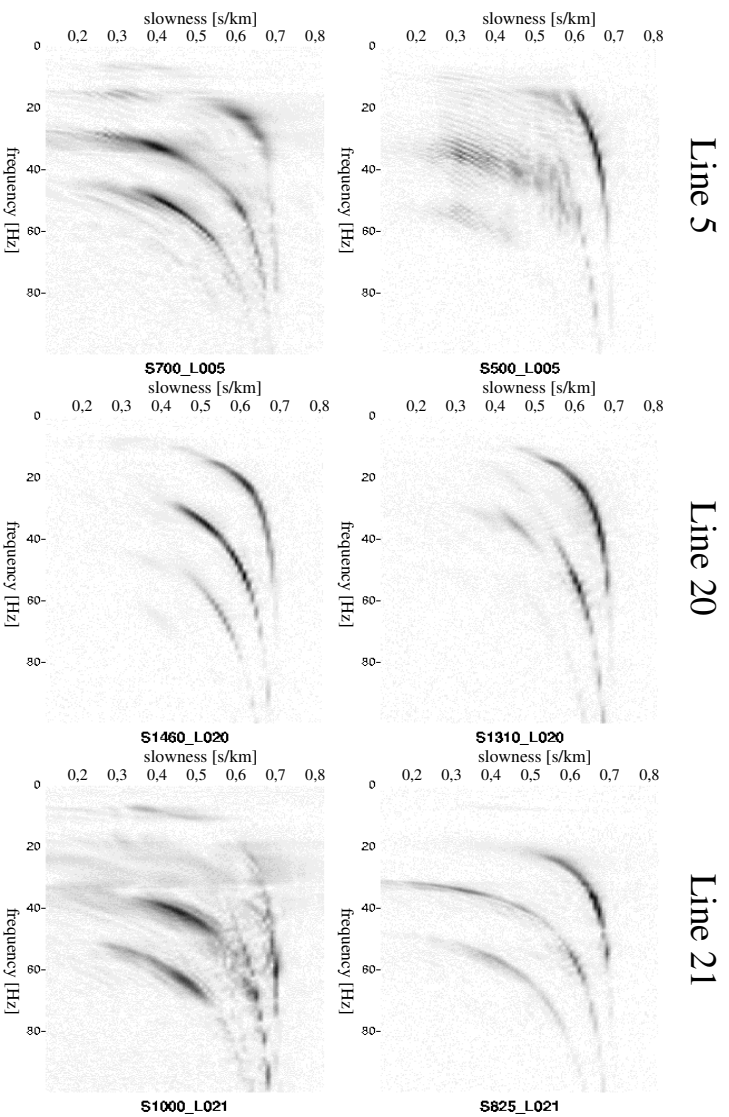 slowness [s/km]
0,2 0,3 0,4 0,5 0,6 0,7 0,8
0
20
40
60
80
frequency [Hz]
S700_L005
slowness [s/km]
0,2 0,3 0,4 0,5 0,6 0,7 0,8
0
20
40
60
80
frequency [Hz]
S500_L005
Line 5
slowness [s/km]
0,2 0,3 0,4 0,5 0,6 0,7 0,8
0
20
40
60
80
frequency [Hz]
S1460_L020
slowness [s/km]
0,2 0,3 0,4 0,5 0,6 0,7 0,8
0
20
40
60
80
frequency [Hz]
S1310_L020
Line 20
slowness [s/km]
0,2 0,3 0,4 0,5 0,6 0,7 0,8
0
20
40
60
80
frequency [Hz]
S1000_L021
slowness [s/km]
0,2 0,3 0,4 0,5 0,6 0,7 0,8
0
20
40
60
80
frequency [Hz]
S825_L021
Line 21